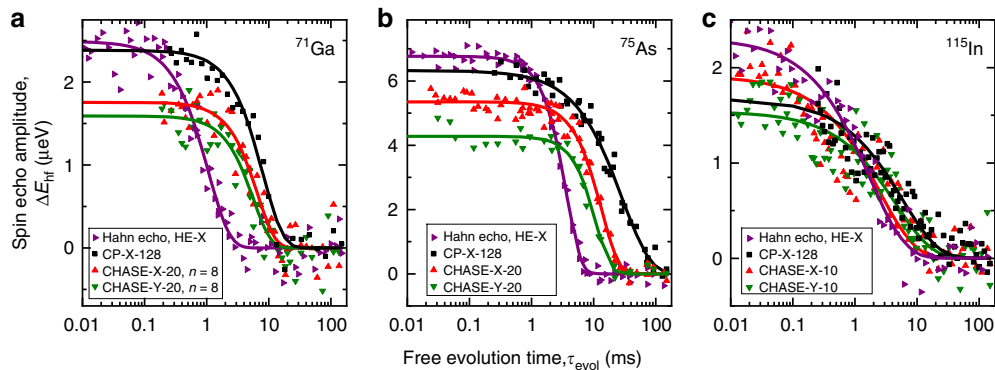 a
b
c
71Ga
75As
115In
Spin echo amplitude,
ΔEhf (μeV)
2
1
0
8
6
4
2
0
2
1
0
Hahn echo, HE-X
CP-X-128
CHASE-X-20, n = 8
CHASE-Y-20, n = 8
Hahn echo, HE-X
CP-X-128
CHASE-X-20
CHASE-Y-20
Hahn echo, HE-X
CP-X-128
CHASE-X-10
CHASE-Y-10
0.01 0.1 1 10 100
0.01 0.1 1 10 100
0.01 0.1 1 10 100
Free evolution time,τevol (ms)